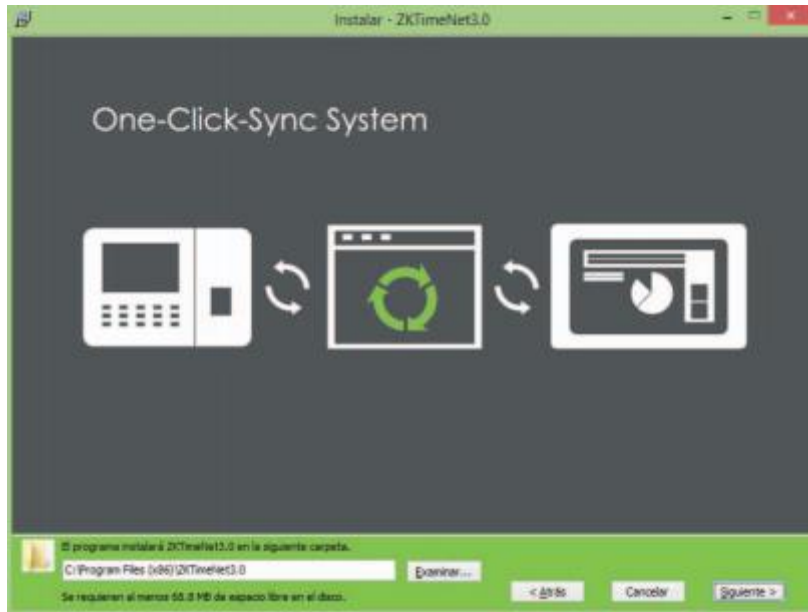 Instalar - ZKTimeNet3.0
One-Click-Sync System
El programa instalará ZKTimeNet3.0 en la siguiente carpeta.
C:\Program Files (x86)\ZKTimeNet3.0
Examinar...
Se requieren al menos 68.8 MB de espacio libre en el disco.
< Atrás
Cancelar
Siguiente >